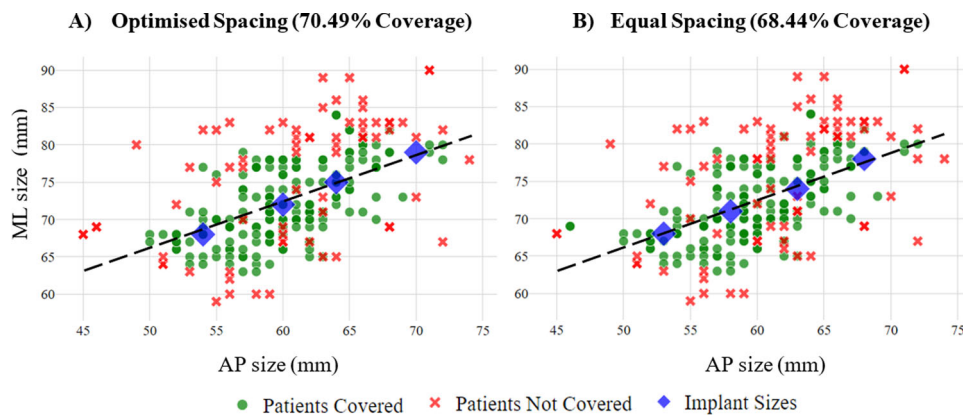 A) Optimised Spacing (70.49% Coverage)
B) Equal Spacing (68.44% Coverage)
ML size (mm)
90
85
80
75
70
65
60
45 50 55 60 65 70 75
AP size (mm)
90
85
80
75
70
65
60
45 50 55 60 65 70 75
AP size (mm)
Patients Covered Patients Not Covered Implant Sizes